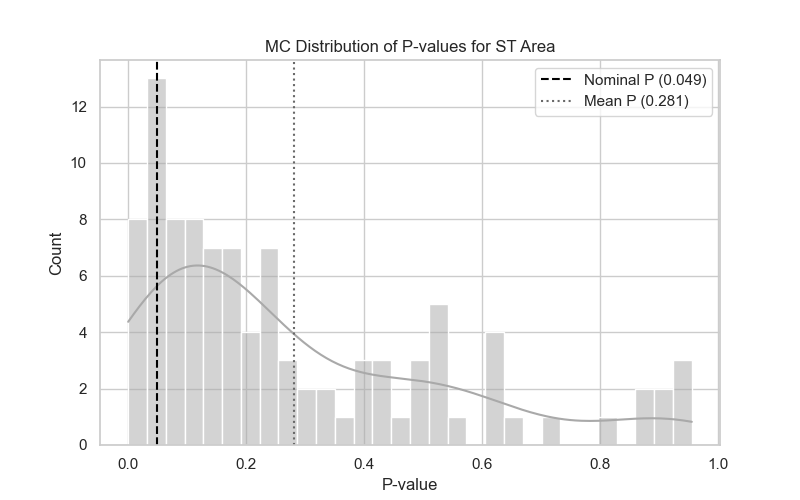 MC Distribution of P-values for ST Area
Nominal P (0.049)
Mean P (0.281)
Count
12
10
8
6
4
2
0
0.0 0.2 0.4 0.6 0.8 1.0
P-value